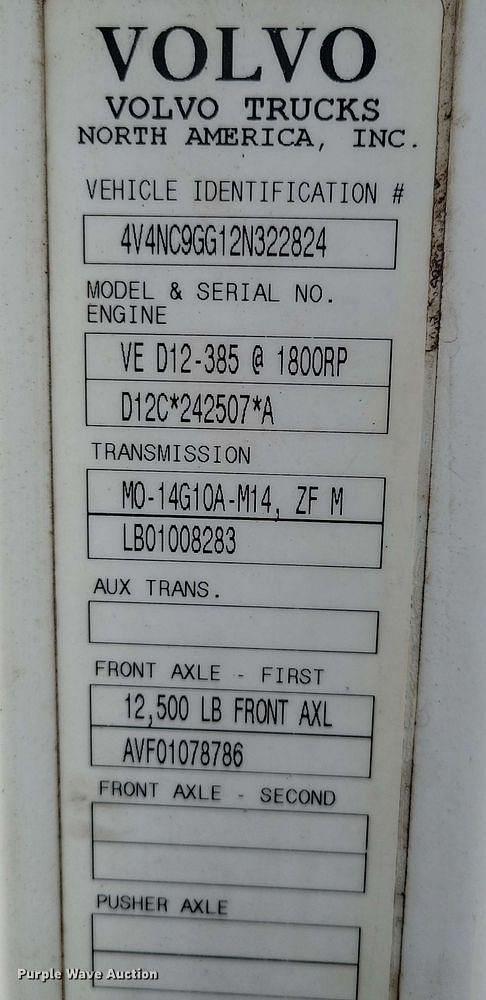 VOLVO
VOLVO TRUCKS
NORTH AMERICA, INC.
VEHICLE IDENTIFICATION #
4V4NC9GG12N322824
MODEL & SERIAL NO.
ENGINE
VE D12-385 @ 1800RP
D12C*242507*A
TRANSMISSION
MO-14G10A-M14, ZF M
LB01008283
AUX TRANS.
FRONT AXLE - FIRST
12,500 LB FRONT AXL
AVF01078786
FRONT AXLE - SECOND
PUSHER AXLE
Purple Wave Auction